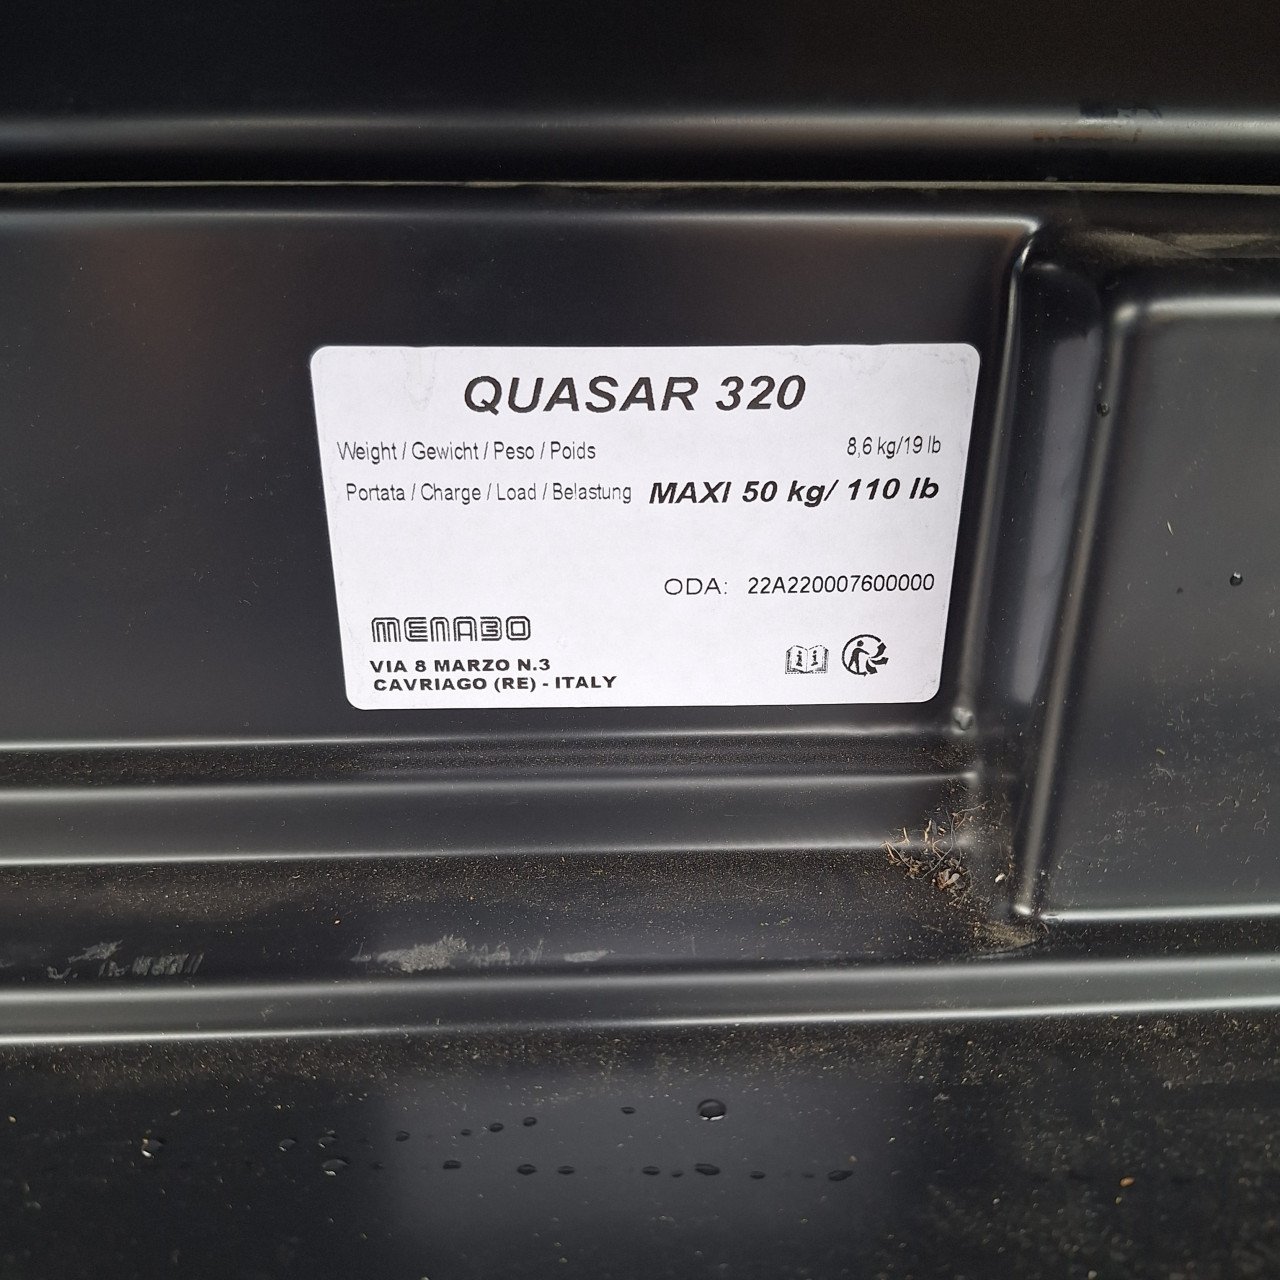 QUASAR 320
Weight / Gewicht / Peso / Poids 8,6 kg/19 lb
Portata / Charge / Load / Belastung MAXI 50 kg/ 110 lb
ODA: 22A220007600000
MENABO
VIA 8 MARZO N.3
CAVRIAGO (RE) - ITALY